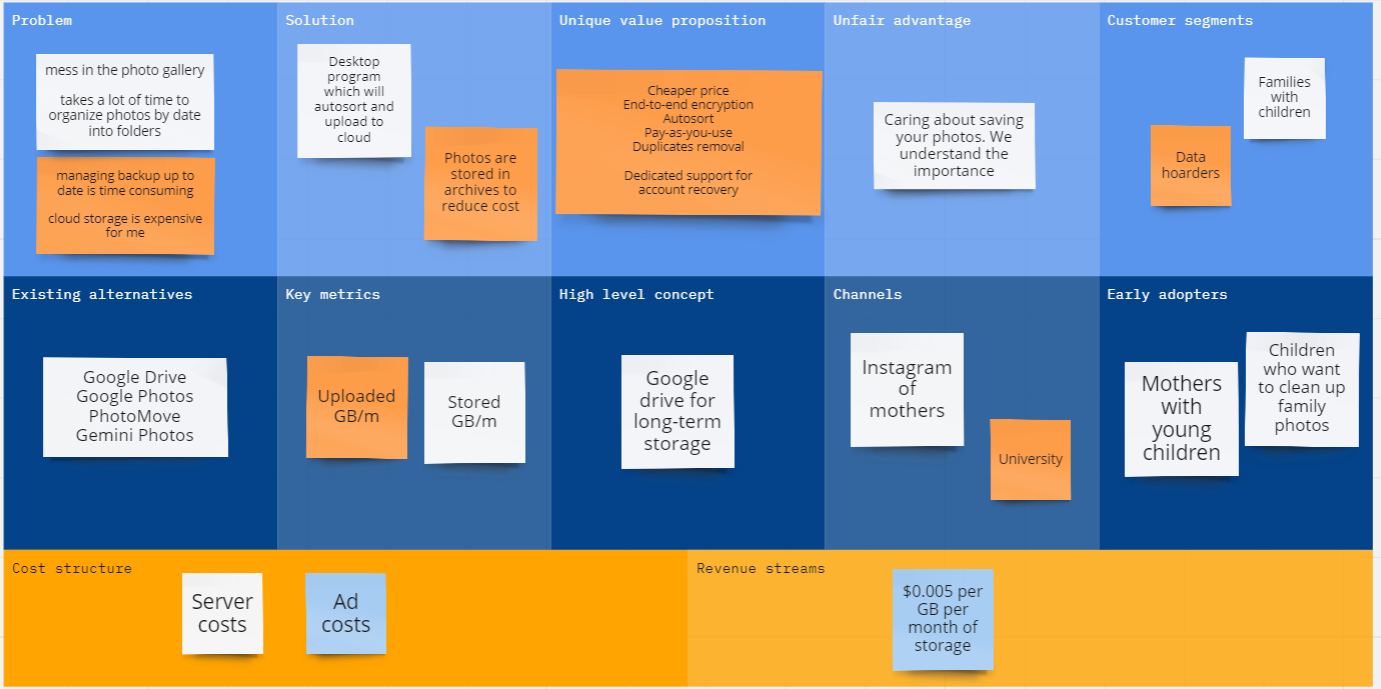 Problem
mess in the photo gallery
takes a lot of time to
organize photos by date
into folders
managing backup up to
date is time consuming
cloud storage is expensive
for me
Solution
Desktop
program
which will
autosort and
upload to
cloud
Photos are
stored in
archives to
reduce cost
Unique value proposition
Cheaper price
End-to-end encryption
Autosort
Pay-as-you-use
Duplicates removal
Dedicated support for
account recovery
Unfair advantage
Caring about saving
your photos. We
understand the
importance
Customer segments
Families
with
children
Data
hoarders
Existing alternatives
Google Drive
Google Photos
PhotoMove
Gemini Photos
Key metrics
Uploaded
GB/m
Stored
GB/m
High level concept
Google
drive for
long-term
storage
Channels
Instagram
of
mothers
University
Early adopters
Mothers
with
young
children
Children
who want
to clean up
family
photos
Cost structure
Server
costs
Ad
costs
Revenue streams
$0.005 per
GB per
month of
storage